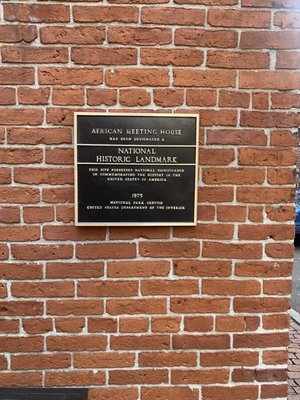 AFRICAN MEETING HOUSE
HAS BEEN DESIGNATED A
NATIONAL
HISTORIC LANDMARK
THIS SITE POSSESSES NATIONAL SIGNIFICANCE
IN COMMEMORATING THE HISTORY OF THE
UNITED STATES OF AMERICA
1975
NATIONAL PARK SERVICE
UNITED STATES DEPARTMENT OF THE INTERIOR